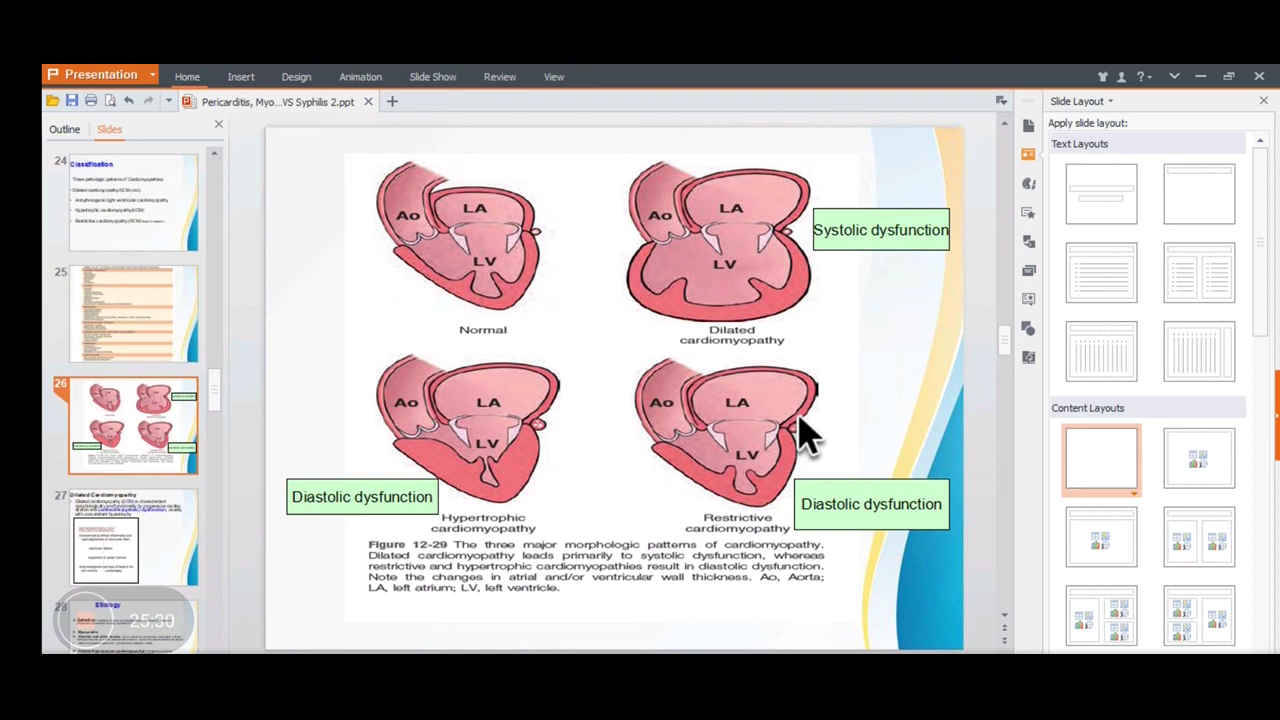 Presentation
Home
Insert
Design
Animation
Slide Show
Review
View
Pericarditis, Myo...VS Syphilis 2.ppt
Slide Layout
Outline
Slides
Apply slide layout:
Text Layouts
Content Layouts
24
Classification
25
26
27
Dilated Cardiomyopathy
28
Etiology
25:30
Ao
LA
LV
Normal
Ao
LA
LV
Dilated
cardiomyopathy
Systolic dysfunction
Ao
LA
LV
Hypertrophic
cardiomyopathy
Diastolic dysfunction
Ao
LA
LV
Restrictive
cardiomyopathy
Diastolic dysfunction
Figure 12-29 The three major morphologic patterns of cardiomyopathy.
Dilated cardiomyopathy leads primarily to systolic dysfunction, whereas
restrictive and hypertrophic cardiomyopathies result in diastolic dysfunction.
Note the changes in atrial and/or ventricular wall thickness. Ao, Aorta;
LA, left atrium; LV, left ventricle.